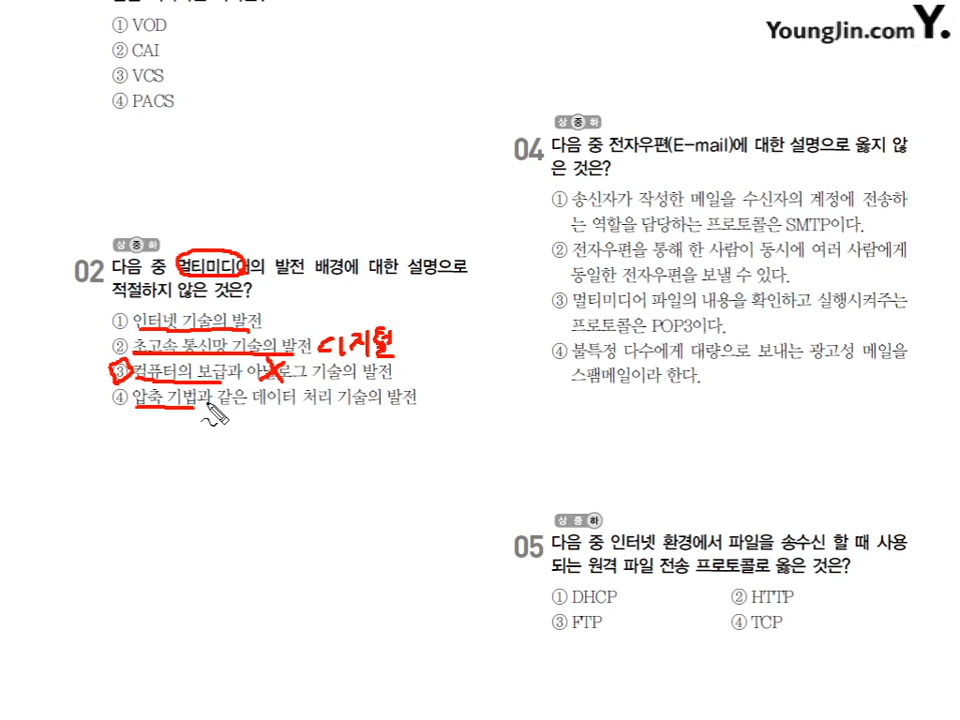 ① VOD
② CAI
③ VCS
④ PACS
상 중 하
02 다음 중 멀티미디어의 발전 배경에 대한 설명으로
적절하지 않은 것은?
① 인터넷 기술의 발전
② 초고속 통신망 기술의 발전 디지털
③ 컴퓨터의 보급과 아날로그 기술의 발전
④ 압축 기법과 같은 데이터 처리 기술의 발전
YoungJin.com Y.
상 중 하
04 다음 중 전자우편(E-mail)에 대한 설명으로 옳지 않
은 것은?
① 송신자가 작성한 메일을 수신자의 계정에 전송하
는 역할을 담당하는 프로토콜은 SMTP이다.
② 전자우편을 통해 한 사람이 동시에 여러 사람에게
동일한 전자우편을 보낼 수 있다.
③ 멀티미디어 파일의 내용을 확인하고 실행시켜주는
프로토콜은 POP3이다.
④ 불특정 다수에게 대량으로 보내는 광고성 메일을
스팸메일이라 한다.
상 중 하
05 다음 중 인터넷 환경에서 파일을 송수신 할 때 사용
되는 원격 파일 전송 프로토콜로 옳은 것은?
① DHCP ② HTTP
③ FTP ④ TCP